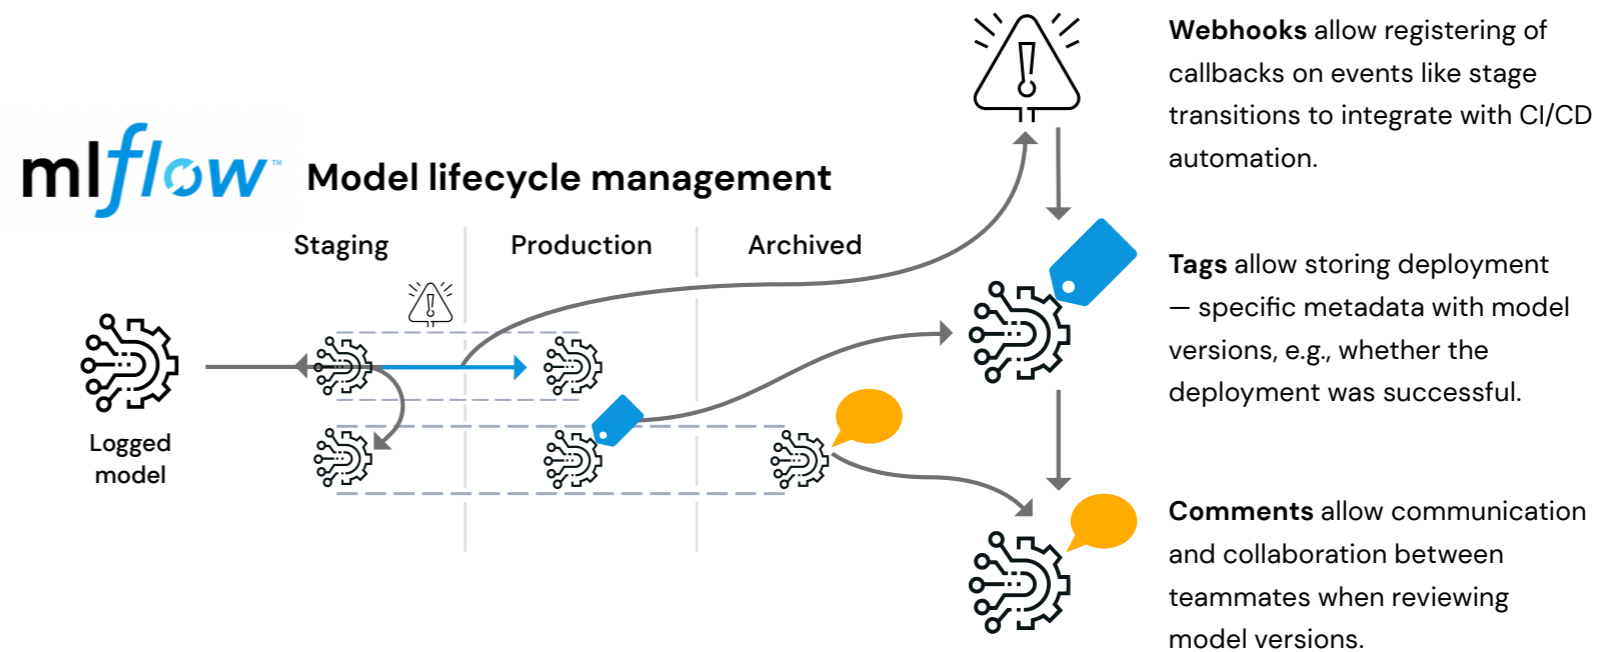 mlflow™
Model lifecycle management
Staging
Production
Archived
Logged
model
Webhooks allow registering of
callbacks on events like stage
transitions to integrate with CI/CD
automation.
Tags allow storing deployment
— specific metadata with model
versions, e.g., whether the
deployment was successful.
Comments allow communication
and collaboration between
teammates when reviewing
model versions.